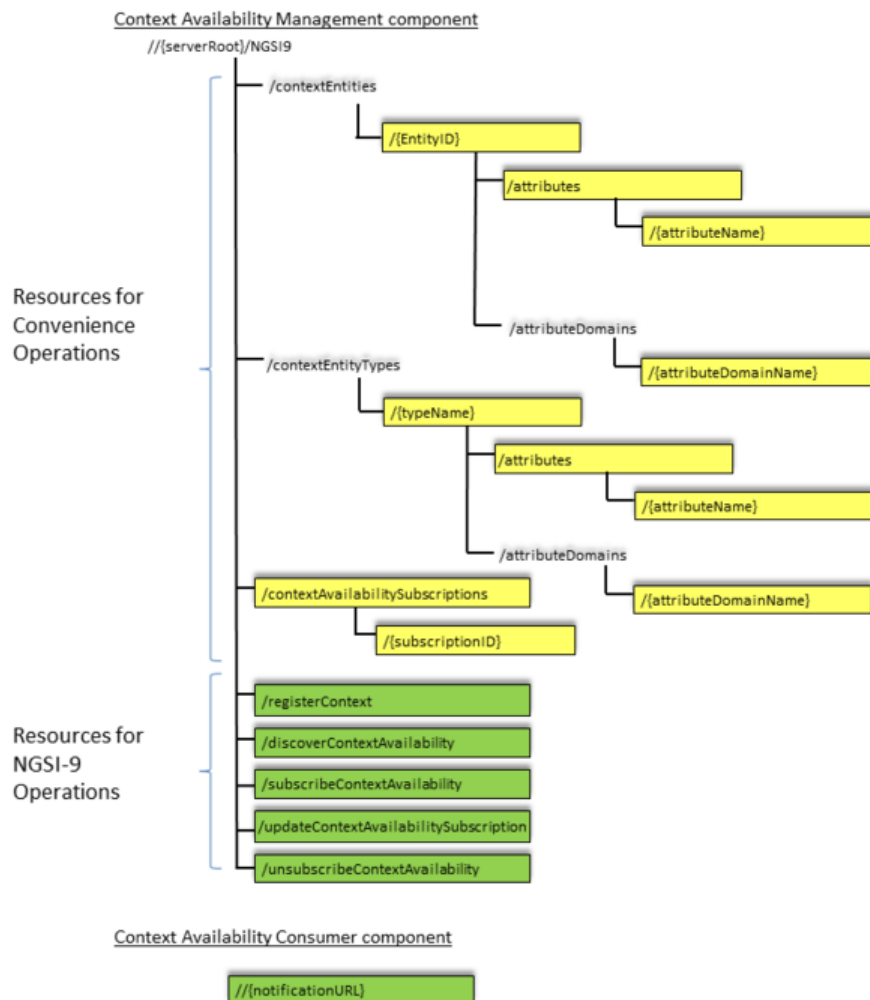 Context Availability Management component
//{serverRoot}/NGSI9
/contextEntities
/{EntityID}
/attributes
/{attributeName}
Resources for
Convenience
Operations
/attributeDomains
/contextEntityTypes
/{attributeDomainName}
/{typeName}
/attributes
/{attributeName}
/attributeDomains
/contextAvailabilitySubscriptions
/{attributeDomainName}
/{subscriptionID}
Resources for
NGSI-9
Operations
/registerContext
/discoverContextAvailability
/subscribeContextAvailability
/updateContextAvailabilitySubscription
/unsubscribeContextAvailability
Context Availability Consumer component
//{notificationURL}